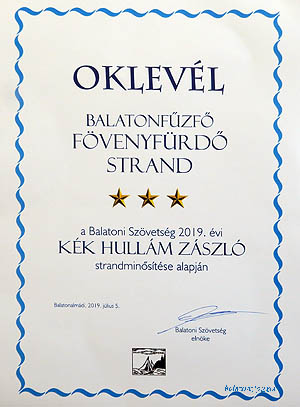 OKLEVÉL
BALATONFŰZFŐ
FÖVENYFÜRDŐ
STRAND
a Balatoni Szövetség 2019. évi
KÉK HULLÁM ZÁSZLÓ
strandminősítése alapján
Balatonalmádi, 2019. július 5.
Balatoni Szövetség
elnöke